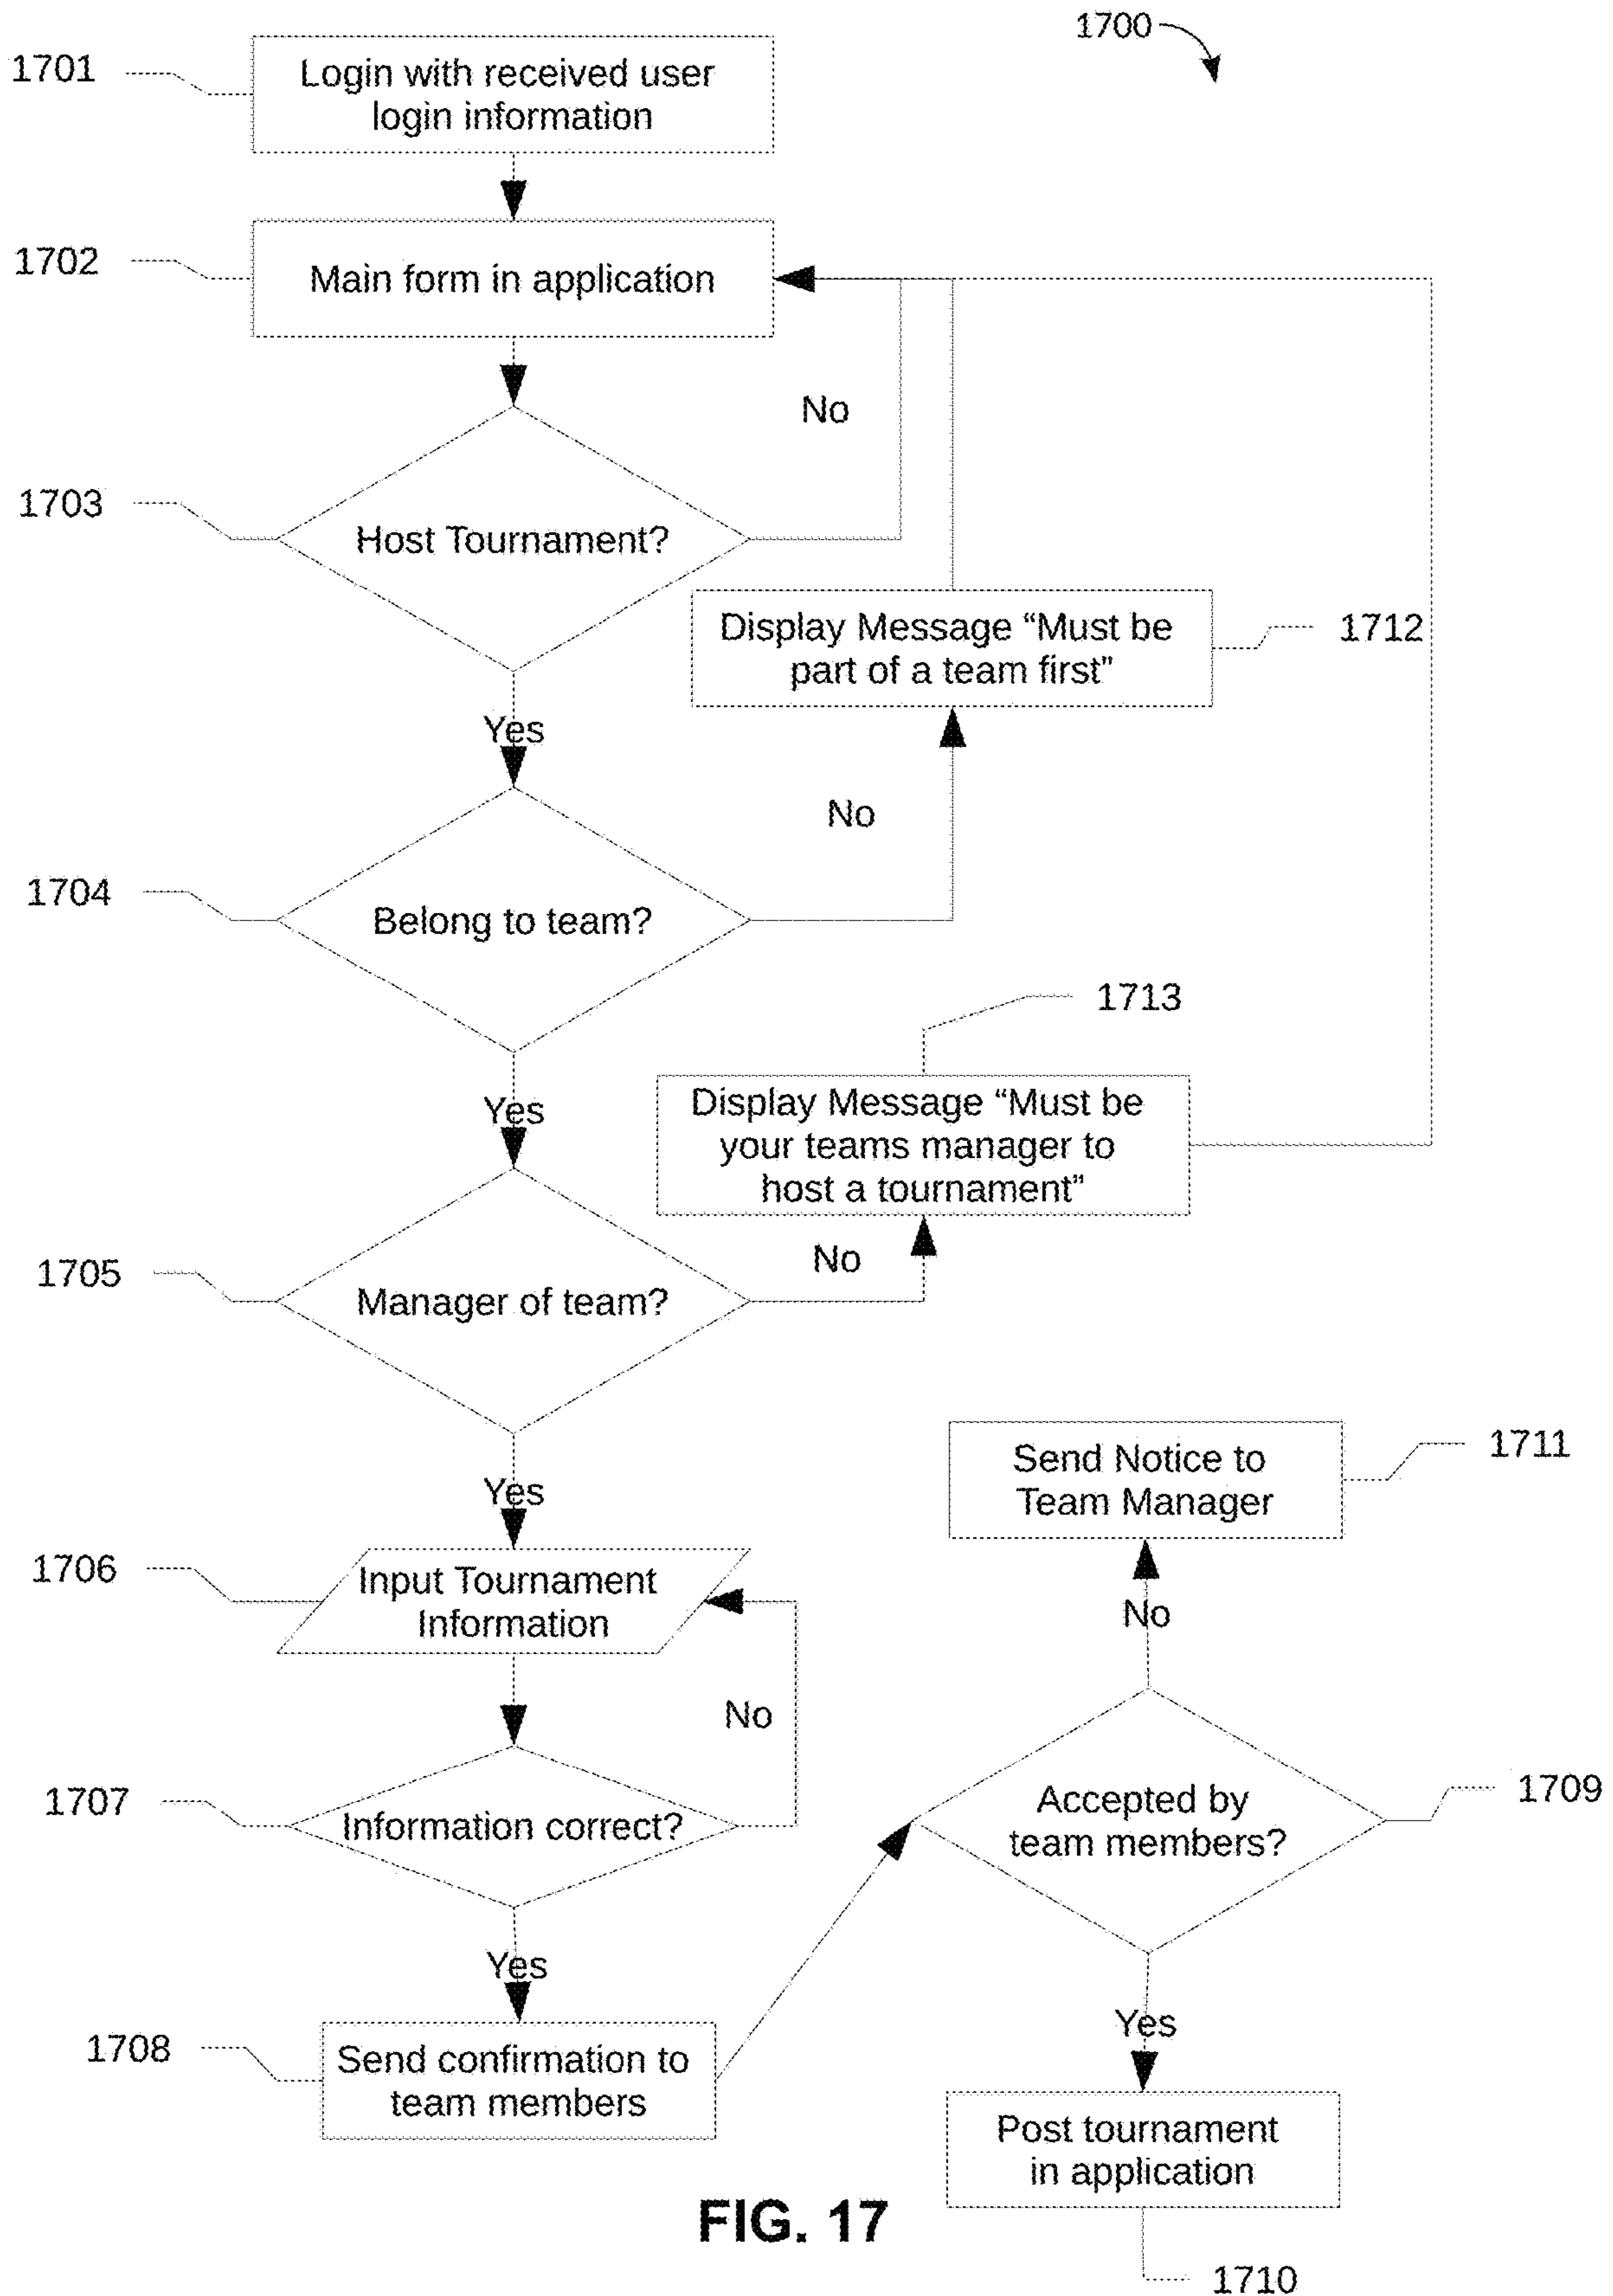 1700
1701
Login with received user
login information
1702
Main form in application
No
1703
Host Tournament?
Display Message “Must be
part of a team first”
1712
Yes
No
1704
Belong to team?
1713
Yes
Display Message “Must be
your teams manager to
host a tournament”
No
1705
Manager of team?
1711
Send Notice to
Team Manager
Yes
1706
Input Tournament
Information
No
No
1707
Information correct?
Accepted by
team members?
1709
Yes
Yes
1708
Send confirmation to
team members
Post tournament
in application
FIG. 17
1710